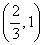 (2/3, 1)